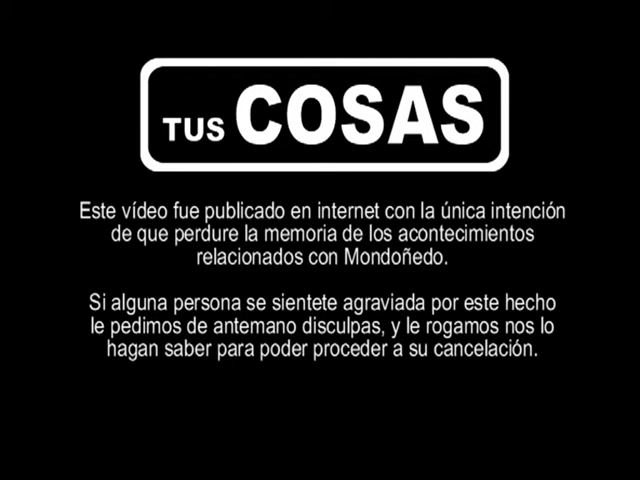 TUS COSAS
Este vídeo fue publicado en internet con la única intención
de que perdure la memoria de los acontecimientos
relacionados con Mondoñedo.
Si alguna persona se sientete agraviada por este hecho
le pedimos de antemano disculpas, y le rogamos nos lo
hagan saber para poder proceder a su cancelación.